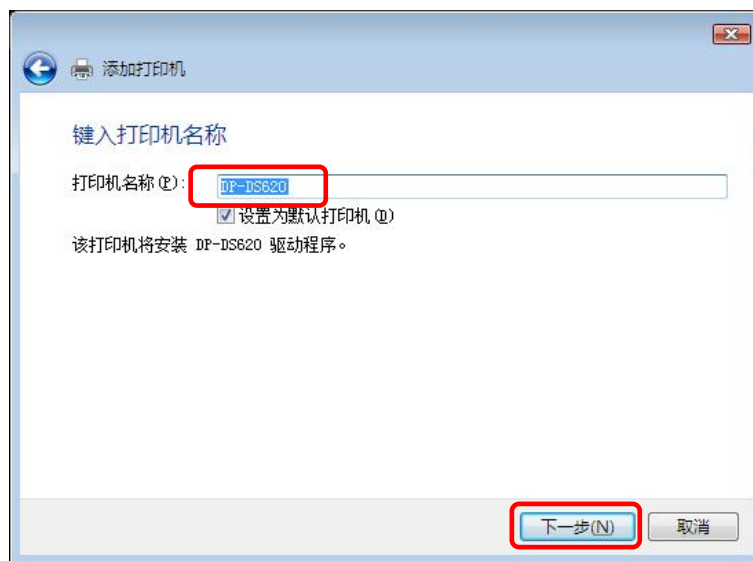 添加打印机
键入打印机名称
打印机名称(P): DP-DS620
设置为默认打印机(D)
该打印机将安装 DP-DS620 驱动程序。
下一步(N) 取消